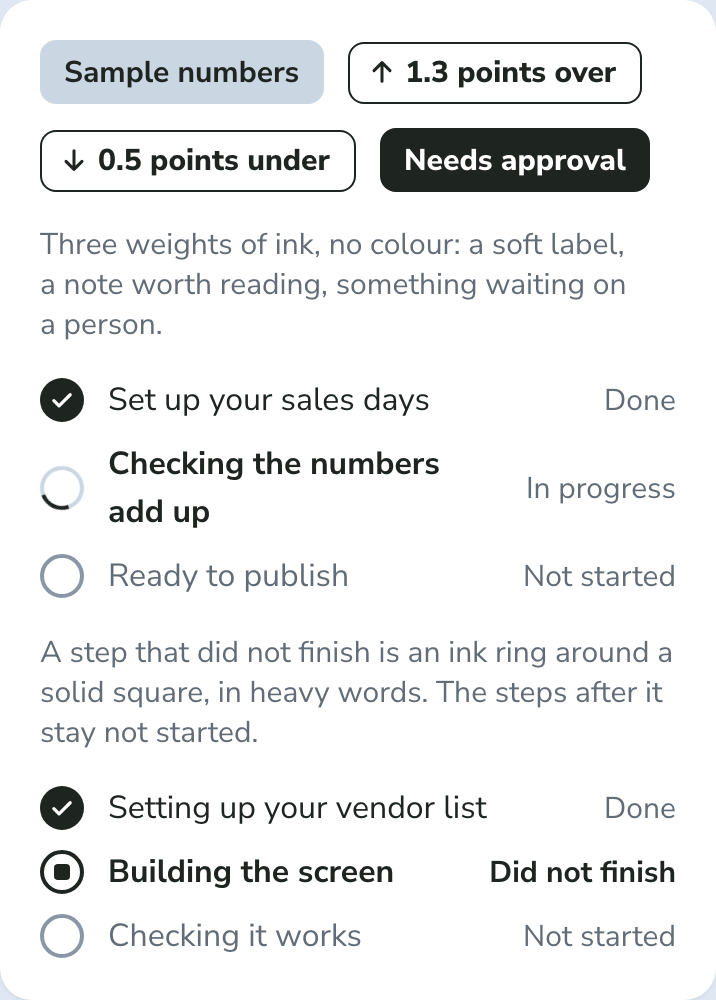 Sample numbers
↑ 1.3 points over
↓ 0.5 points under
Needs approval
Three weights of ink, no colour: a soft label,
a note worth reading, something waiting on
a person.
Set up your sales days
Done
Checking the numbers
add up
In progress
Ready to publish
Not started
A step that did not finish is an ink ring around a
solid square, in heavy words. The steps after it
stay not started.
Setting up your vendor list
Done
Building the screen
Did not finish
Checking it works
Not started